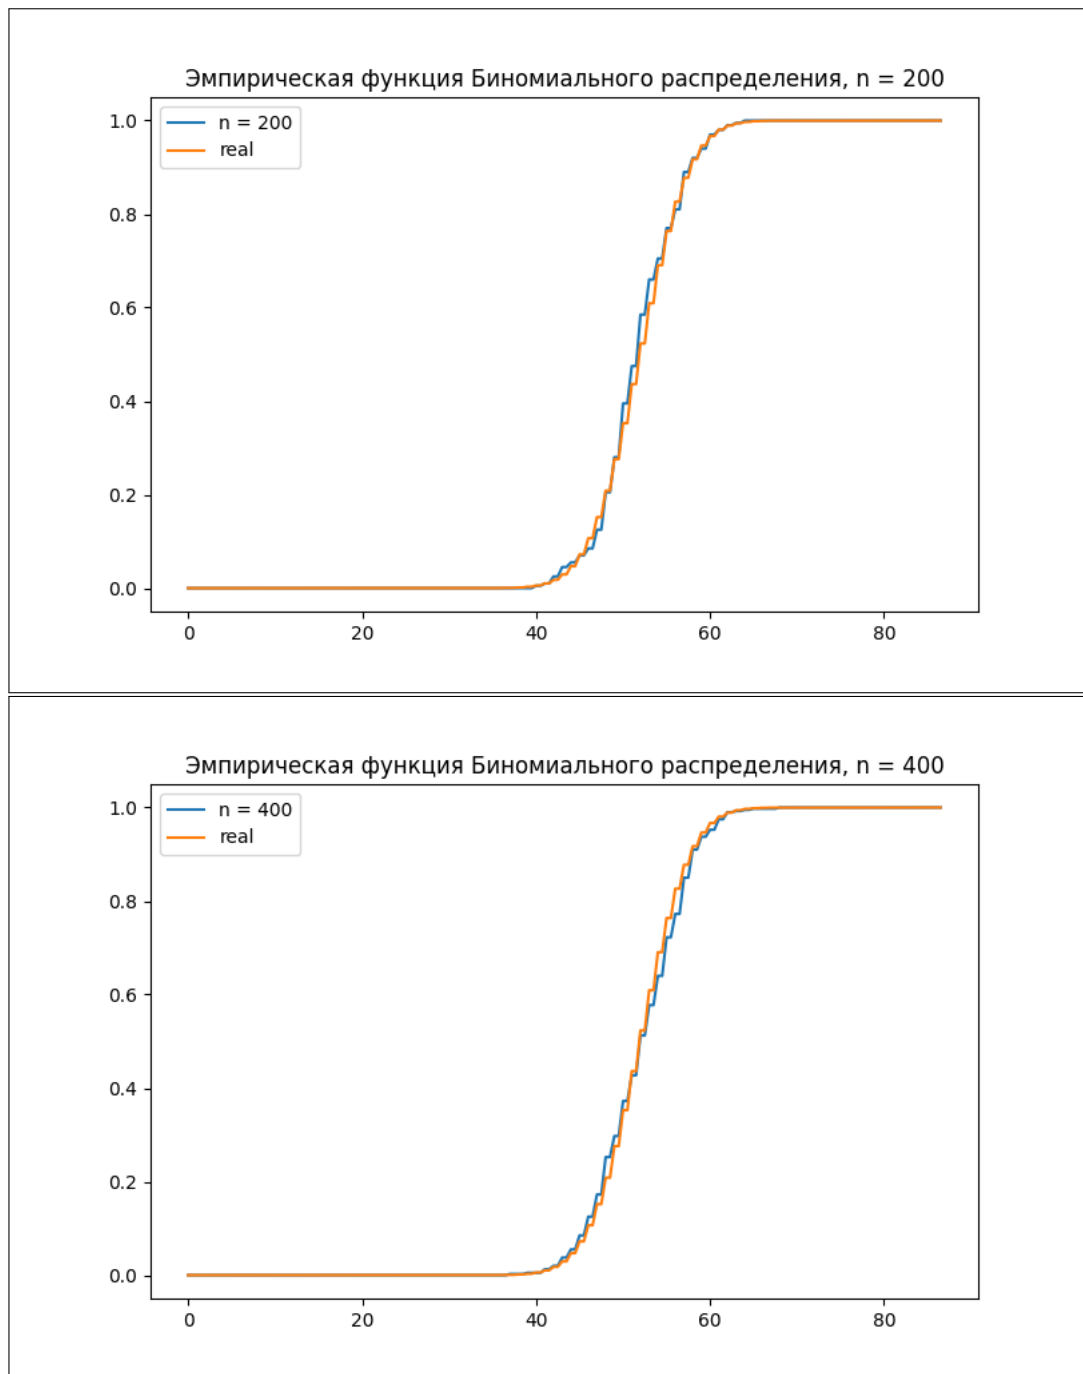 Эмпирическая функция Биномиального распределения, n = 200
n = 200
real
1.0
0.8
0.6
0.4
0.2
0.0
0 20 40 60 80
Эмпирическая функция Биномиального распределения, n = 400
n = 400
real
1.0
0.8
0.6
0.4
0.2
0.0
0 20 40 60 80